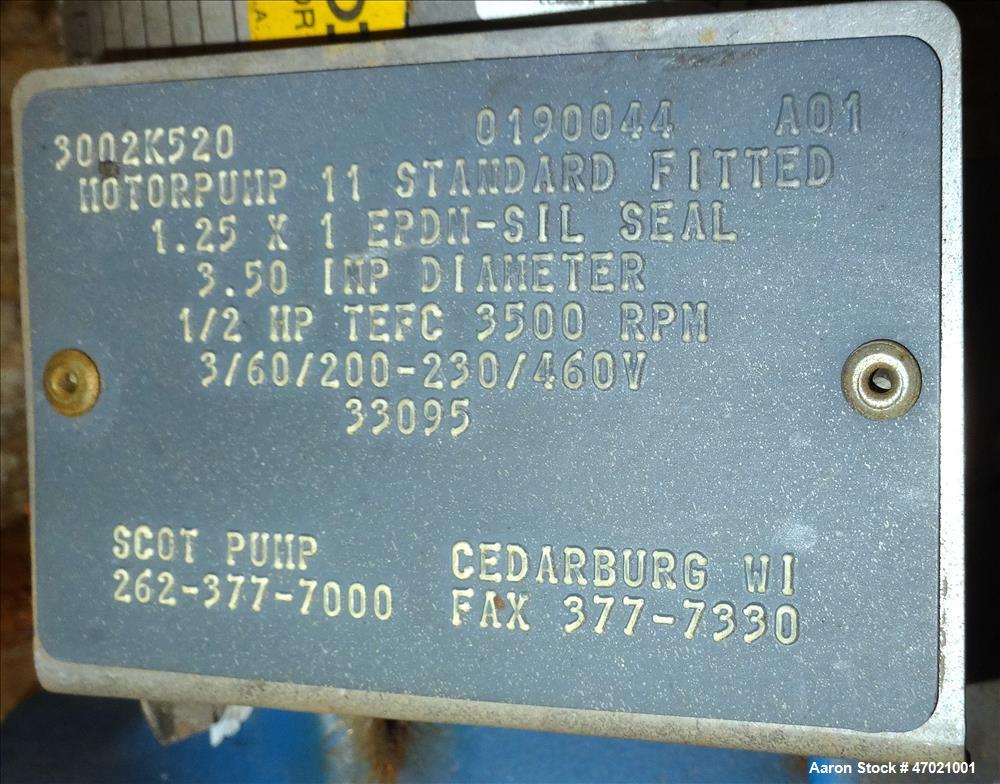 3002K520 0190044 A01
MOTORPUMP 11 STANDARD FITTED
1.25 X 1 EPDM-SIL SEAL
3.50 IMP DIAMETER
1/2 HP TEFC 3500 RPM
3/60/200-230/460V
33095
SCOT PUMP CEDARBURG WI
262-377-7000 FAX 377-7330
Aaron Stock # 47021001